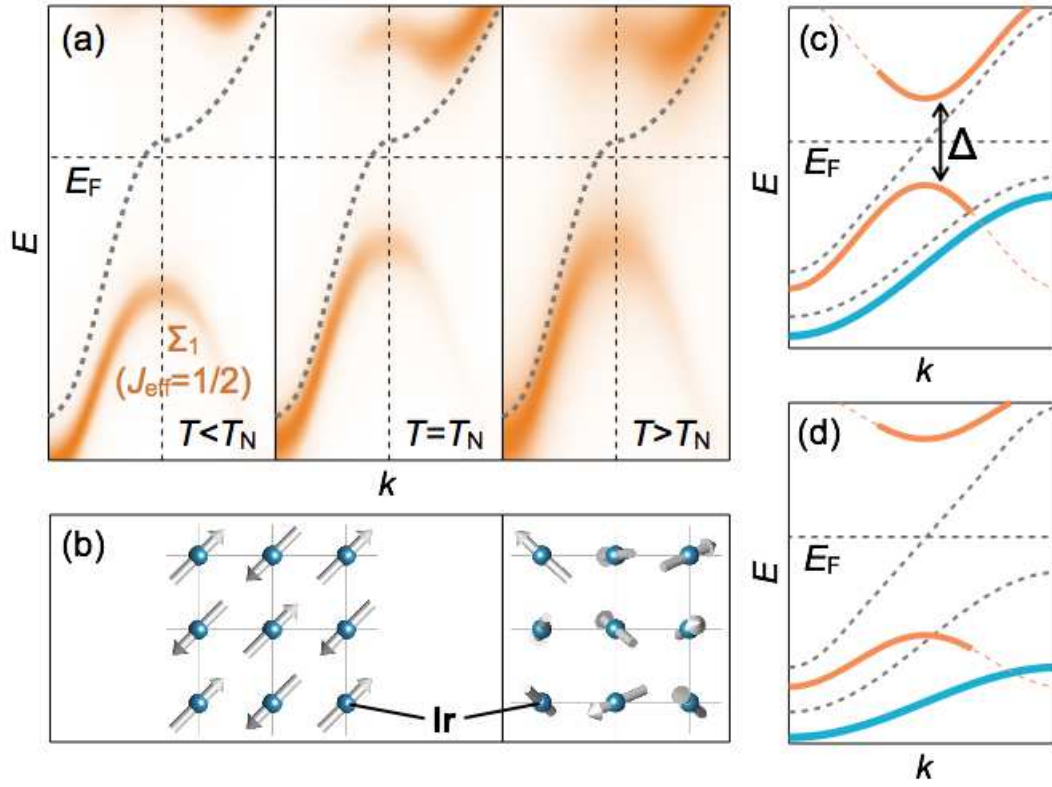 (a)
E_F
E
Σ₁
(J_eff=1/2)
T<T_N
T=T_N
T>T_N
k
(b)
Ir
(c)
Δ
E_F
E
k
(d)
E_F
E
k